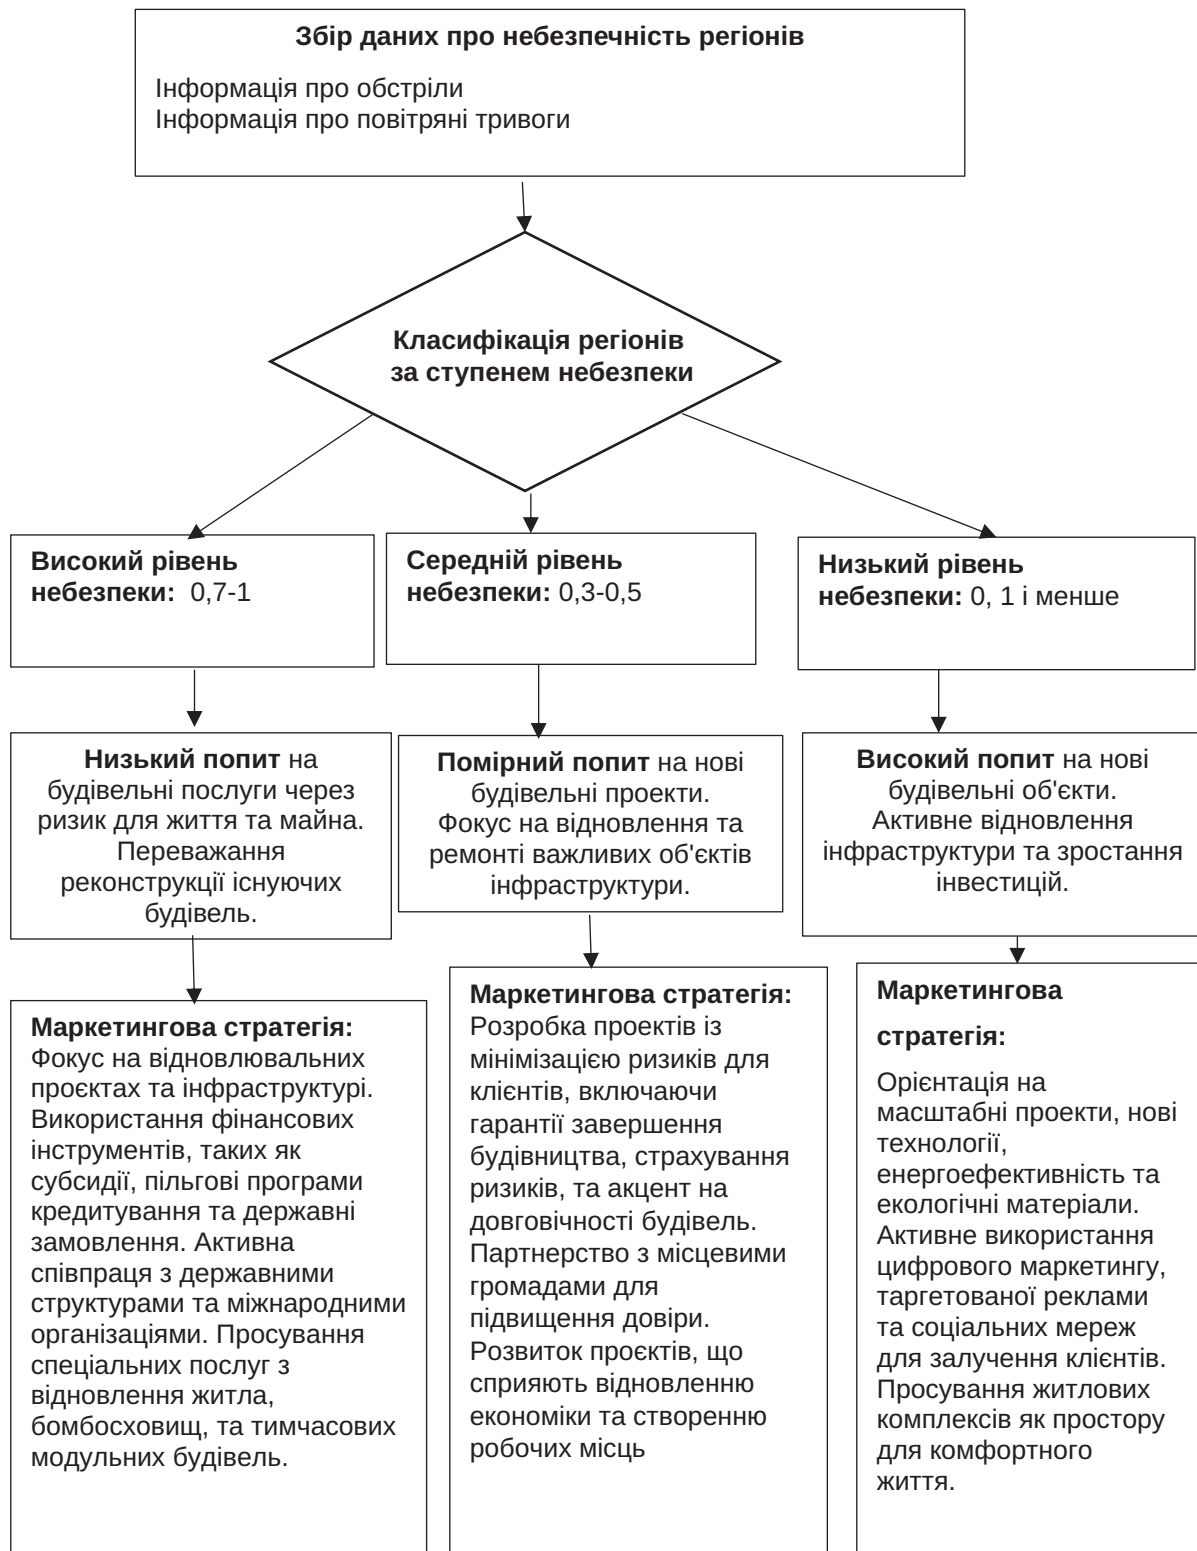 Збір даних про небезпечність регіонів
Інформація про обстріли
Інформація про повітряні тривоги
Класифікація регіонів
за ступенем небезпеки
Високий рівень
небезпеки: 0,7-1
Середній рівень
небезпеки: 0,3-0,5
Низький рівень
небезпеки: 0, 1 і менше
Низький попит на
будівельні послуги через
ризик для життя та майна.
Переважання
реконструкції існуючих
будівель.
Помірний попит на нові
будівельні проекти.
Фокус на відновлення та
ремонті важливих об'єктів
інфраструктури.
Високий попит на нові
будівельні об'єкти.
Активне відновлення
інфраструктури та зростання
інвестицій.
Маркетингова стратегія:
Фокус на відновлювальних
проєктах та інфраструктурі.
Використання фінансових
інструментів, таких як
субсидії, пільгові програми
кредитування та державні
замовлення. Активна
співпраця з державними
структурами та міжнародними
організаціями. Просування
спеціальних послуг з
відновлення житла,
бомбосховищ, та тимчасових
модульних будівель.
Маркетингова стратегія:
Розробка проектів із
мінімізацією ризиків для
клієнтів, включаючи
гарантії завершення
будівництва, страхування
ризиків, та акцент на
довговічності будівель.
Партнерство з місцевими
громадами для
підвищення довіри.
Розвиток проєктів, що
сприяють відновленню
економіки та створенню
робочих місць
Маркетингова
стратегія:
Орієнтація на
масштабні проекти, нові
технології,
енергоефективність та
екологічні матеріали.
Активне використання
цифрового маркетингу,
таргетованої реклами
та соціальних мереж
для залучення клієнтів.
Просування житлових
комплексів як простору
для комфортного
життя.